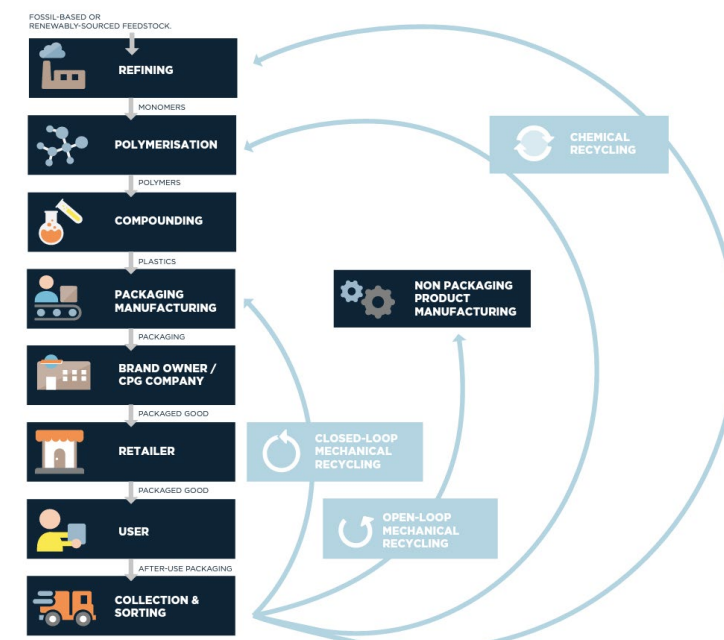 FOSSIL-BASED OR
RENEWABLY-SOURCED FEEDSTOCK.
REFINING
MONOMERS
POLYMERISATION
POLYMERS
COMPOUNDING
PLASTICS
PACKAGING
MANUFACTURING
PACKAGING
BRAND OWNER /
CPG COMPANY
PACKAGED GOOD
RETAILER
PACKAGED GOOD
USER
AFTER-USE PACKAGING
COLLECTION &
SORTING
CHEMICAL
RECYCLING
NON PACKAGING
PRODUCT
MANUFACTURING
CLOSED-LOOP
MECHANICAL
RECYCLING
OPEN-LOOP
MECHANICAL
RECYCLING